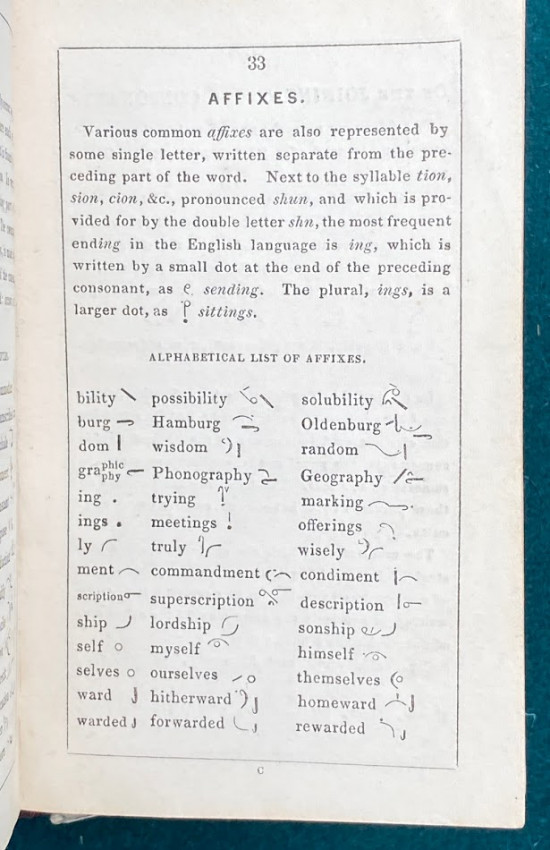 33
AFFIXES.
Various common affixes are also represented by
some single letter, written separate from the pre-
ceding part of the word. Next to the syllable tion,
sion, cion, &c., pronounced shun, and which is pro-
vided for by the double letter shn, the most frequent
ending in the English language is ing, which is
written by a small dot at the end of the preceding
consonant, as sending. The plural, ings, is a
larger dot, as sittings.
ALPHABETICAL LIST OF AFFIXES.
bility possibility solubility
burg Hamburg Oldenburg
dom wisdom random
graphic phy Phonography Geography
ing . trying marking
ings . meetings offerings
ly truly wisely
ment commandment condiment
scription superscription description
ship lordship sonship
self myself himself
selves ourselves themselves
ward hitherward homeward
warded forwarded rewarded
C